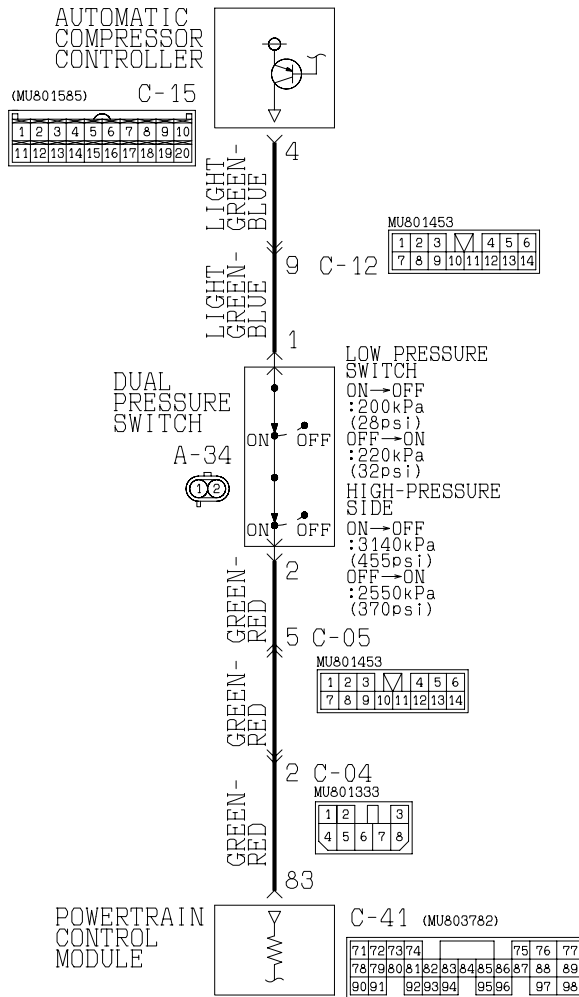 AUTOMATIC
COMPRESSOR
CONTROLLER
(MU801585) C-15
1 2 3 4 5 6 7 8 9 10
11 12 13 14 15 16 17 18 19 20
4
LIGHT
GREEN-
BLUE
MU801453
1 2 3 4 5 6
7 8 9 10 11 12 13 14
9 C-12
LIGHT
GREEN-
BLUE
1
DUAL
PRESSURE
SWITCH
A-34
1 2
ON OFF
ON OFF
LOW PRESSURE
SWITCH
ON→OFF
:200kPa
(28psi)
OFF→ON
:220kPa
(32psi)
HIGH-PRESSURE
SIDE
ON→OFF
:3140kPa
(455psi)
OFF→ON
:2550kPa
(370psi)
2
GREEN-
RED
5 C-05
MU801453
1 2 3 4 5 6
7 8 9 10 11 12 13 14
GREEN-
RED
2 C-04
MU801333
1 2 3
4 5 6 7 8
GREEN-
RED
83
POWERTRAIN
CONTROL
MODULE
C-41 (MU803782)
71 72 73 74 75 76 77
78 79 80 81 82 83 84 85 86 87 88 89
90 91 92 93 94 95 96 97 98